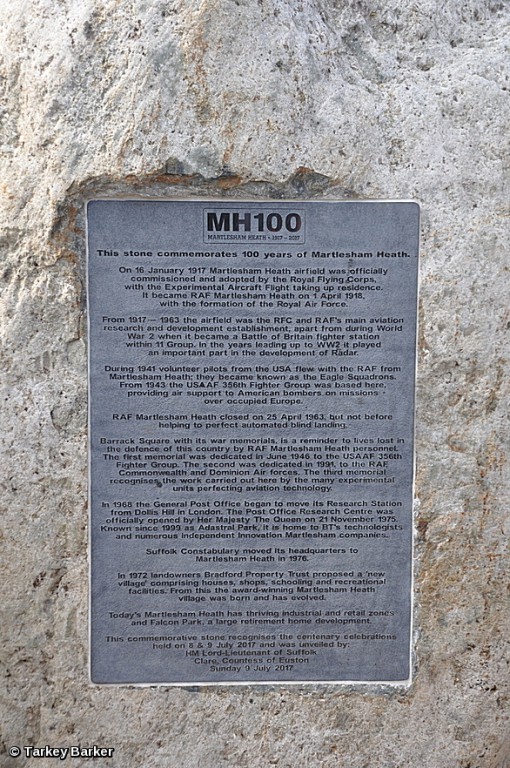 MH100
MARTLESHAM HEATH • 1917 - 2017
This stone commemorates 100 years of Martlesham Heath.
On 16 January 1917 Martlesham Heath airfield was officially
commissioned and adopted by the Royal Flying Corps,
with the Experimental Aircraft Flight taking up residence.
It became RAF Martlesham Heath on 1 April 1918,
with the formation of the Royal Air Force.
From 1917 – 1963 the airfield was the RFC and RAF's main aviation
research and development establishment, apart from during World
War 2 when it became a Battle of Britain fighter station
within 11 Group. In the years leading up to WW2 it played
an important part in the development of Radar.
During 1941 volunteer pilots from the USA flew with the RAF from
Martlesham Heath; they became known as the Eagle Squadrons.
From 1943 the USAAF 356th Fighter Group was based here,
providing air support to American bombers on missions
over occupied Europe.
RAF Martlesham Heath closed on 25 April 1963, but not before
helping to perfect automated blind landing.
Barrack Square with its war memorials, is a reminder to lives lost in
the defence of this country by RAF Martlesham Heath personnel.
The first memorial was dedicated in June 1946 to the USAAF 356th
Fighter Group. The second was dedicated in 1991, to the RAF
Commonwealth and Dominion Air forces. The third memorial
recognises the work carried out here by the many experimental
units perfecting aviation technology.
In 1968 the General Post Office began to move its Research Station
from Dollis Hill in London. The Post Office Research Centre was
officially opened by Her Majesty The Queen on 21 November 1975.
Known since 1999 as Adastral Park, it is home to BT's technologists
and numerous Independent Innovation Martlesham companies.
Suffolk Constabulary moved its headquarters to
Martlesham Heath in 1976.
In 1972 landowners Bradford Property Trust proposed a 'new
village' comprising houses, shops, schooling and recreational
facilities. From this the award-winning Martlesham Heath
village was born and has evolved.
Today's Martlesham Heath has thriving industrial and retail zones
and Falcon Park, a large retirement home development.
This commemorative stone recognises the centenary celebrations
held on 8 & 9 July 2017 and was unveiled by:
HM Lord-Lieutenant of Suffolk
Clare, Countess of Euston
Sunday 9 July 2017
© Tarkey Barker